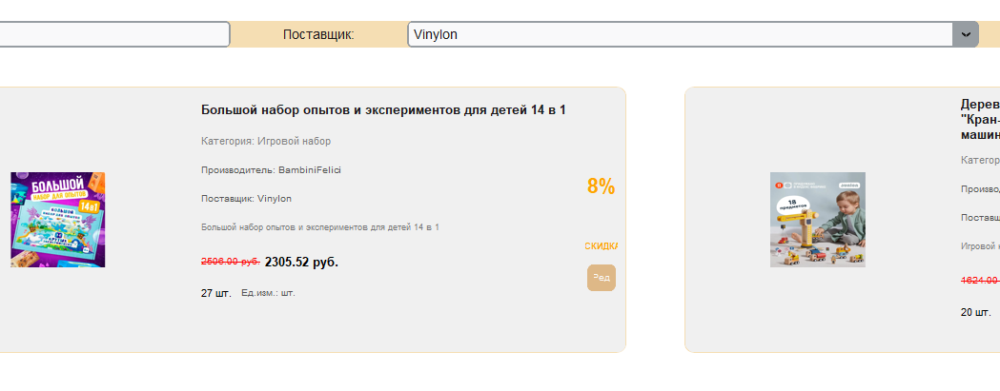 Поставщик:
Vinylon
Большой набор опытов и экспериментов для детей 14 в 1
Категория: Игровой набор
Производитель: BambiniFelici
Поставщик: Vinylon
Большой набор опытов и экспериментов для детей 14 в 1
2506.00 руб. 2305.52 руб.
27 шт. Ед.изм.: шт.
8%
СКИДКА
Ред
БОЛЬШОЙ
НАБОР ДЛЯ ОПЫТОВ
14в1
БОЛЬШОЙ
18
предметов
Дерев
"Кран-
машин
Категор
Произво
Поставщ
Игровой н
1624.00
20 шт.